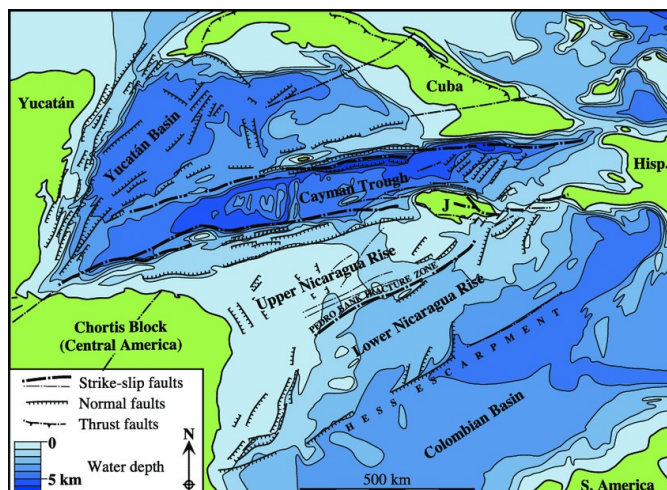 Yucatán
Cuba
Yucatán Basin
Hisp.
Cayman Trough
J
Upper Nicaragua Rise
PEDRO BANK FRACTURE ZONE
Lower Nicaragua Rise
Chortis Block
(Central America)
HESS ESCARPMENT
Colombian Basin
Strike-slip faults
Normal faults
Thrust faults
0
Water depth
5 km
N
500 km
S. America